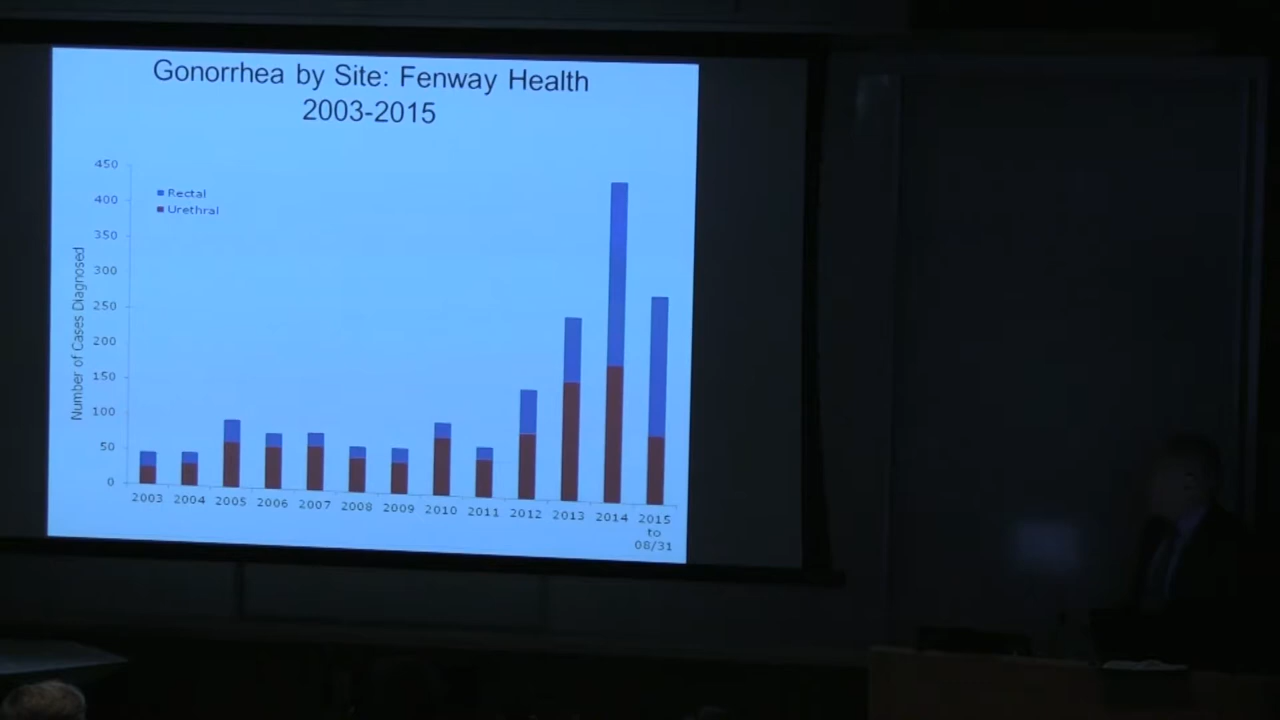 Gonorrhea by Site: Fenway Health
2003-2015
450
400
350
300
250
200
150
100
50
0
Number of Cases Diagnosed
Rectal
Urethral
2003 2004 2005 2006 2007 2008 2009 2010 2011 2012 2013 2014 2015
to
08/31